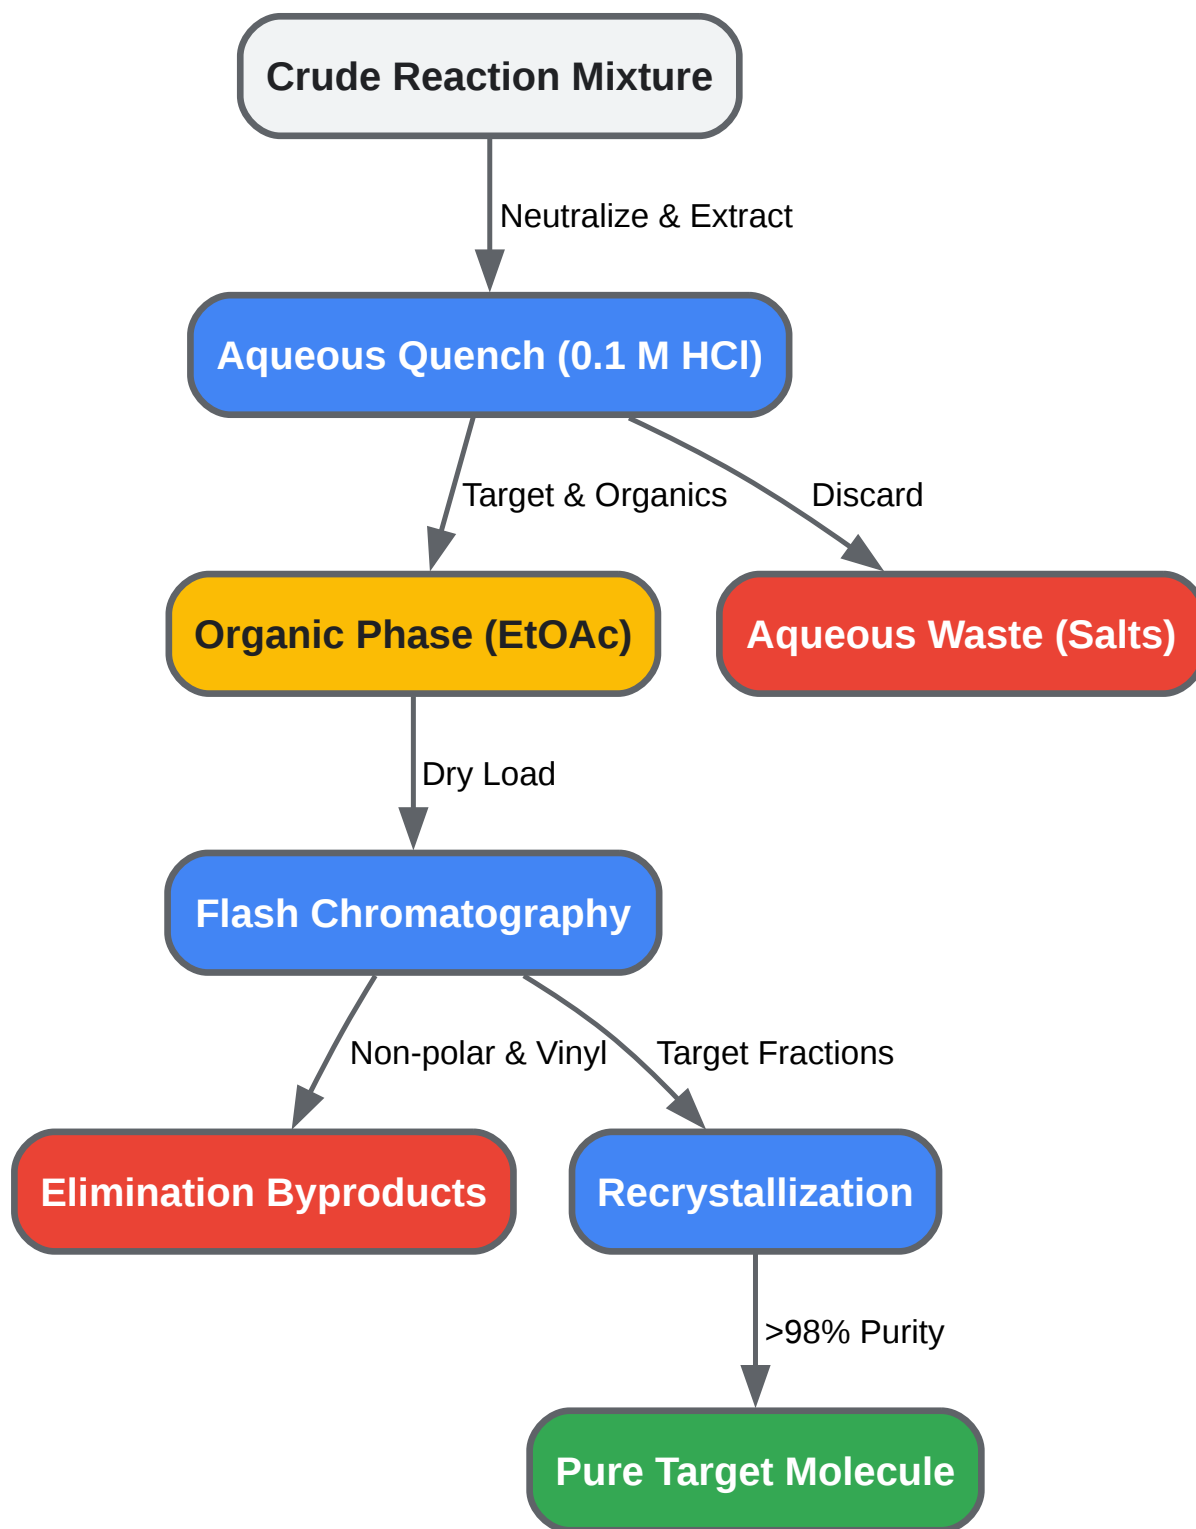 Crude Reaction Mixture
Neutralize & Extract
Aqueous Quench (0.1 M HCl)
Target & Organics
Discard
Organic Phase (EtOAc)
Aqueous Waste (Salts)
Dry Load
Flash Chromatography
Non-polar & Vinyl
Target Fractions
Elimination Byproducts
Recrystallization
>98% Purity
Pure Target Molecule